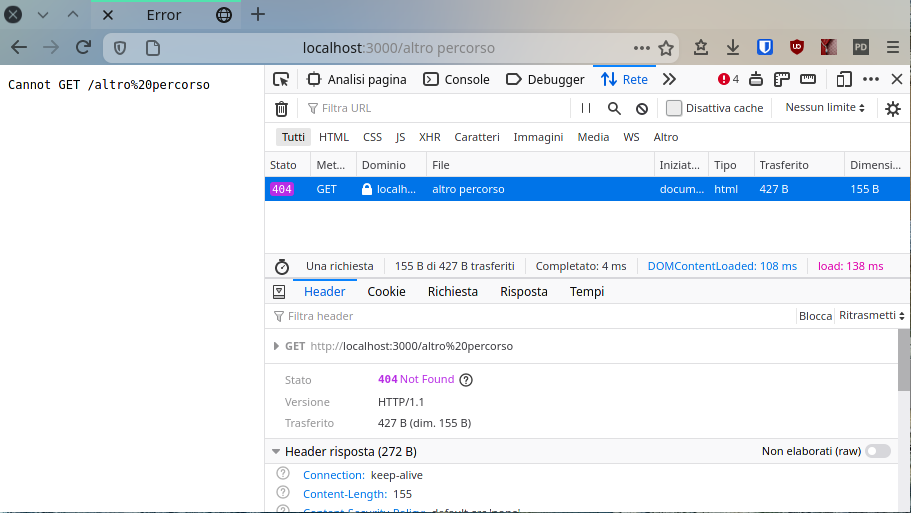 Error
localhost:3000/altro percorso
PD
Cannot GET /altro%20percorso
Analisi pagina Console Debugger Rete 4
Filtra URL Disattiva cache Nessun limite
Tutti HTML CSS JS XHR Caratteri Immagini Media WS Altro
Stato Met... Dominio File Iniziat... Tipo Trasferito Dimensi...
404 GET localh... altro percorso docum... html 427 B 155 B
Una richiesta 155 B di 427 B trasferiti Completato: 4 ms DOMContentLoaded: 108 ms load: 138 ms
Header Cookie Richiesta Risposta Tempi
Filtra header Blocca Ritrasmetti
GET http://localhost:3000/altro%20percorso
Stato 404 Not Found
Versione HTTP/1.1
Trasferito 427 B (dim. 155 B)
Header risposta (272 B) Non elaborati (raw)
Connection: keep-alive
Content-Length: 155